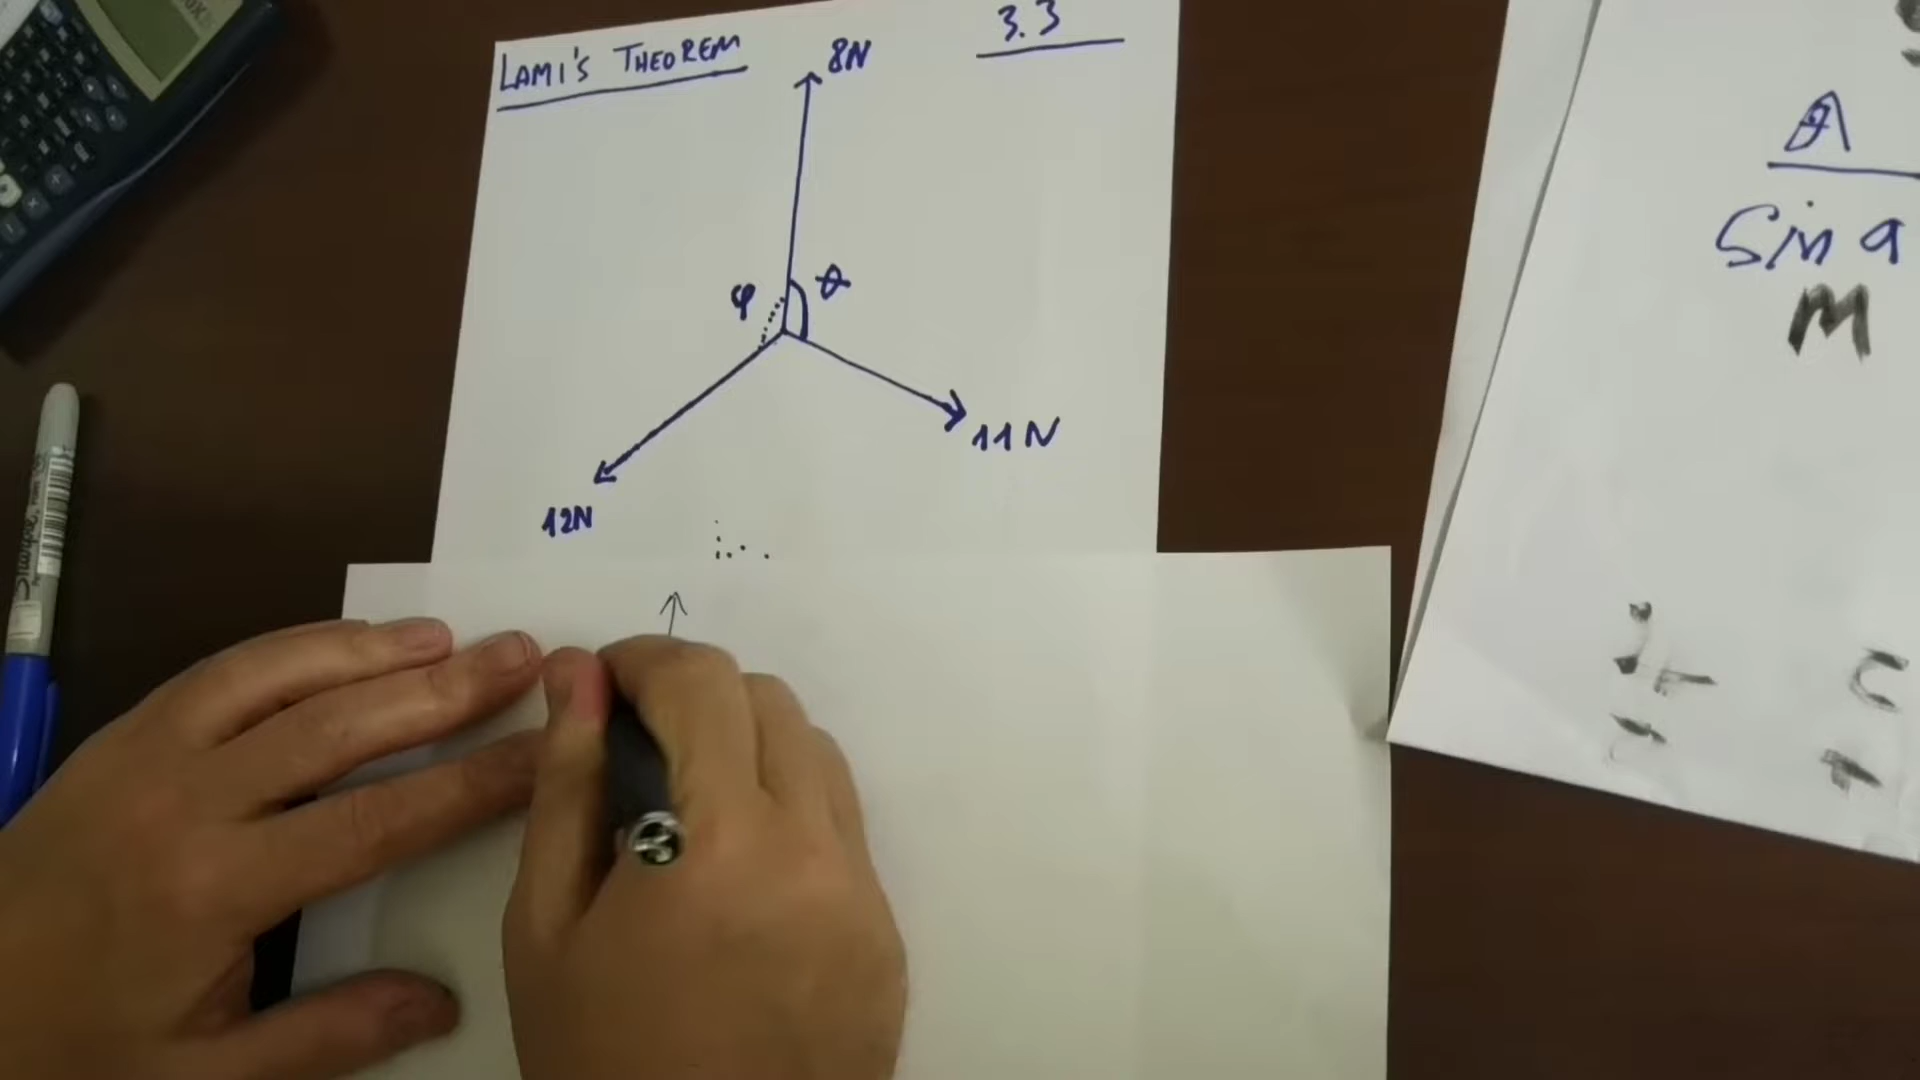 LAMI'S THEOREM
3.3
8N
φ θ
11N
12N
A
Sin a
M